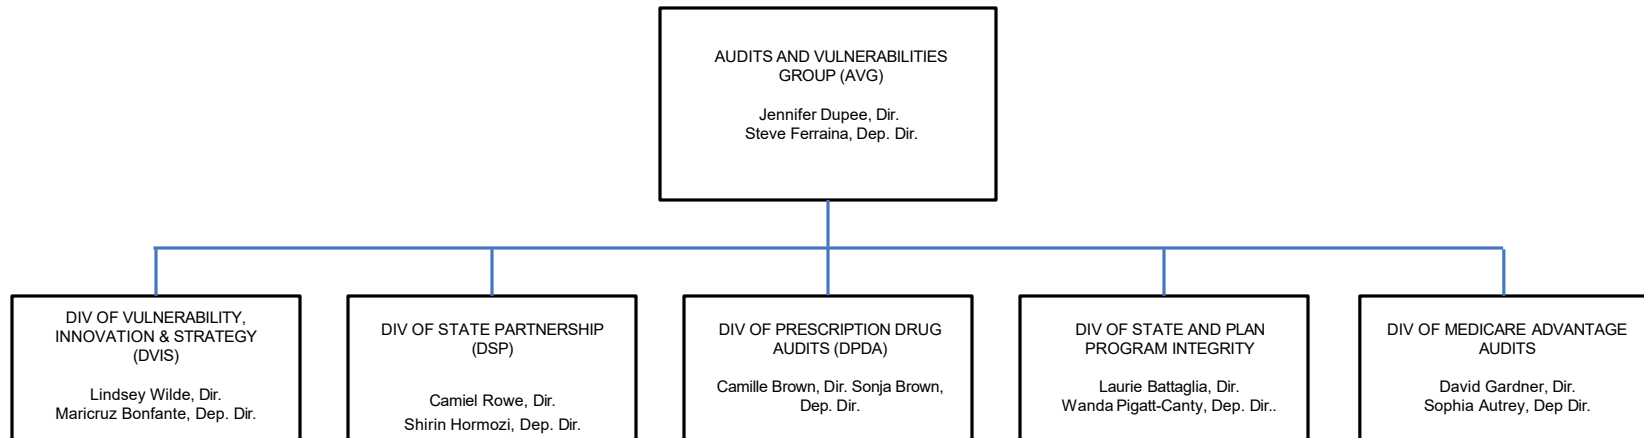 AUDITS AND VULNERABILITIES
GROUP (AVG)
Jennifer Dupee, Dir.
Steve Ferraina, Dep. Dir.
DIV OF VULNERABILITY,
INNOVATION & STRATEGY
(DVIS)
Lindsey Wilde, Dir.
Maricruz Bonfante, Dep. Dir.
DIV OF STATE PARTNERSHIP
(DSP)
Camiel Rowe, Dir.
Shirin Hormozi, Dep. Dir.
DIV OF PRESCRIPTION DRUG
AUDITS (DPDA)
Camille Brown, Dir. Sonja Brown,
Dep. Dir.
DIV OF STATE AND PLAN
PROGRAM INTEGRITY
Laurie Battaglia, Dir.
Wanda Pigatt-Canty, Dep. Dir..
DIV OF MEDICARE ADVANTAGE
AUDITS
David Gardner, Dir.
Sophia Autrey, Dep Dir.